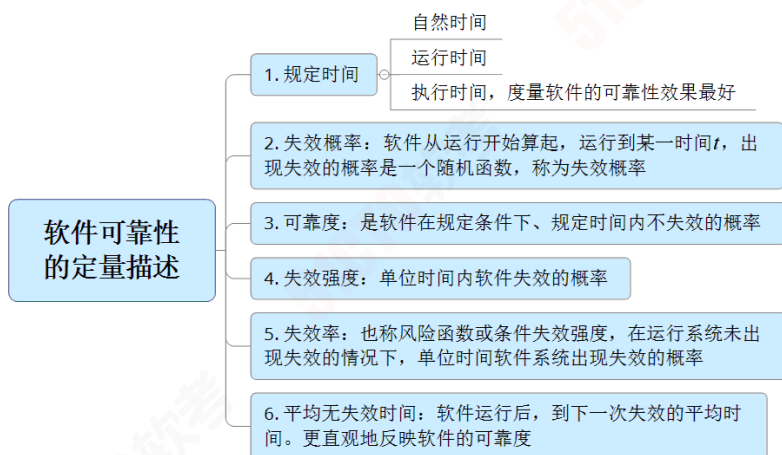 自然时间
运行时间
1. 规定时间
执行时间，度量软件的可靠性效果最好
2. 失效概率：软件从运行开始算起，运行到某一时间t，出
现失效的概率是一个随机函数，称为失效概率
软件可靠性
的定量描述
3. 可靠度：是软件在规定条件下、规定时间内不失效的概率
4. 失效强度：单位时间内软件失效的概率
5. 失效率：也称风险函数或条件失效强度，在运行系统未出
现失效的情况下，单位时间软件系统出现失效的概率
6. 平均无失效时间：软件运行后，到下一次失效的平均时
间。更直观地反映软件的可靠度